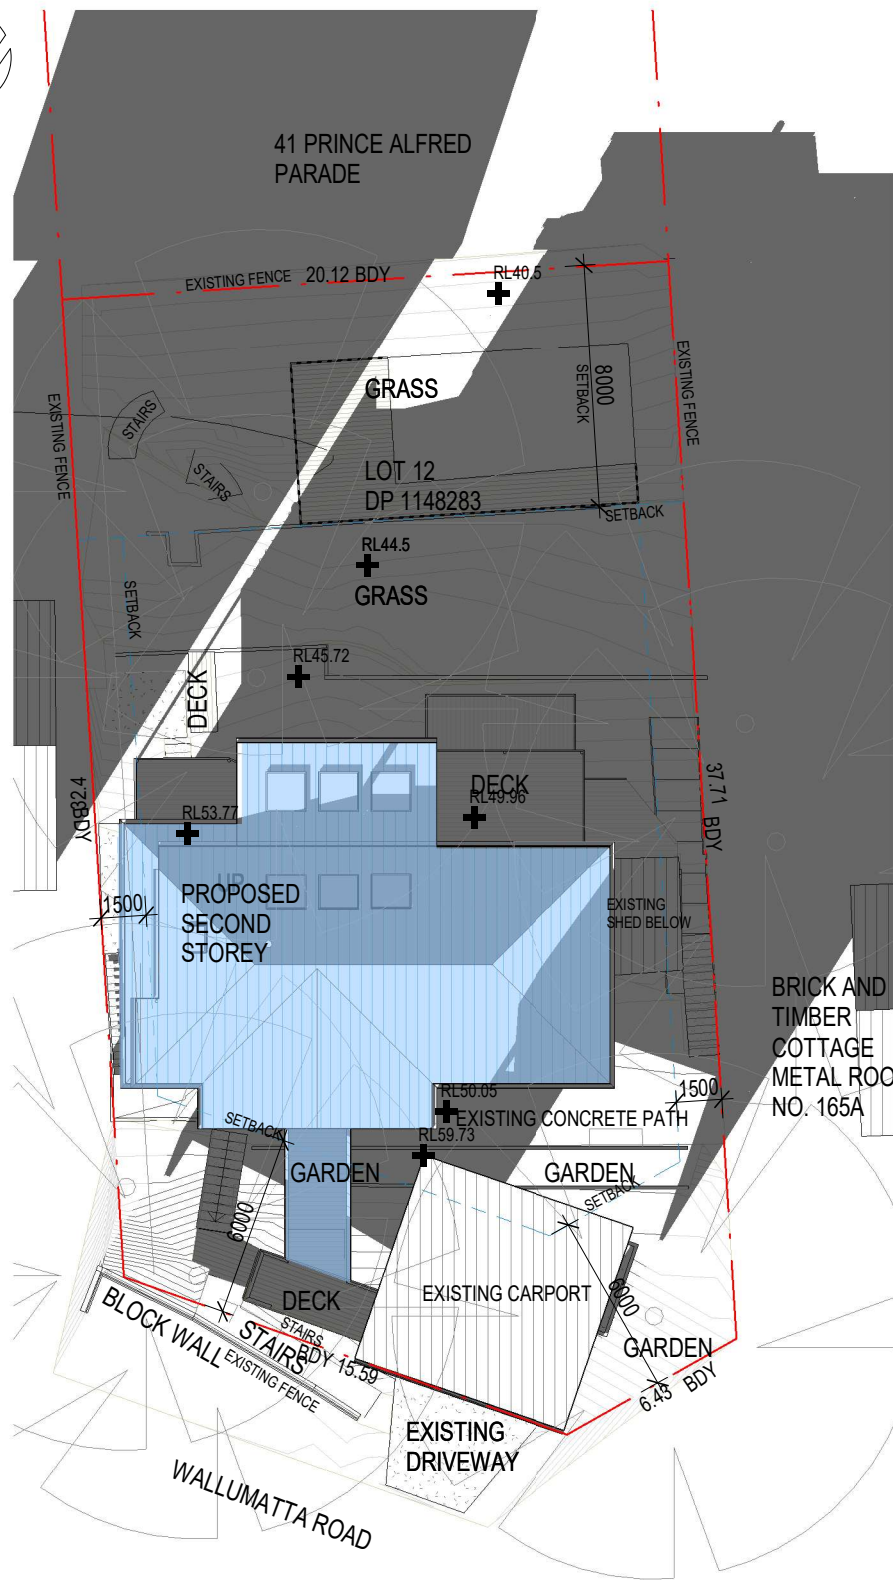 41 PRINCE ALFRED
PARADE
EXISTING FENCE
20.12 BDY
RL40.5
EXISTING FENCE
8000
SETBACK
GRASS
EXISTING FENCE
STAIRS
STAIRS
LOT 12
DP 1148283
SETBACK
RL44.5
GRASS
SETBACK
RL45.72
DECK
37.71 BDY
DECK
RL49.96
32.4
BDY
RL53.77
UP
PROPOSED
SECOND
STOREY
1500
EXISTING
SHED BELOW
BRICK AND
TIMBER
COTTAGE
METAL ROO
NO. 165A
1500
RL50.05
EXISTING CONCRETE PATH
SETBACK
RL59.73
GARDEN
GARDEN
SETBACK
6000
EXISTING CARPORT
6000
DECK
STAIRS
BLOCK WALL
STAIRS
BDY 15.59
EXISTING FENCE
GARDEN
6.43 BDY
EXISTING
DRIVEWAY
WALLUMATTA ROAD